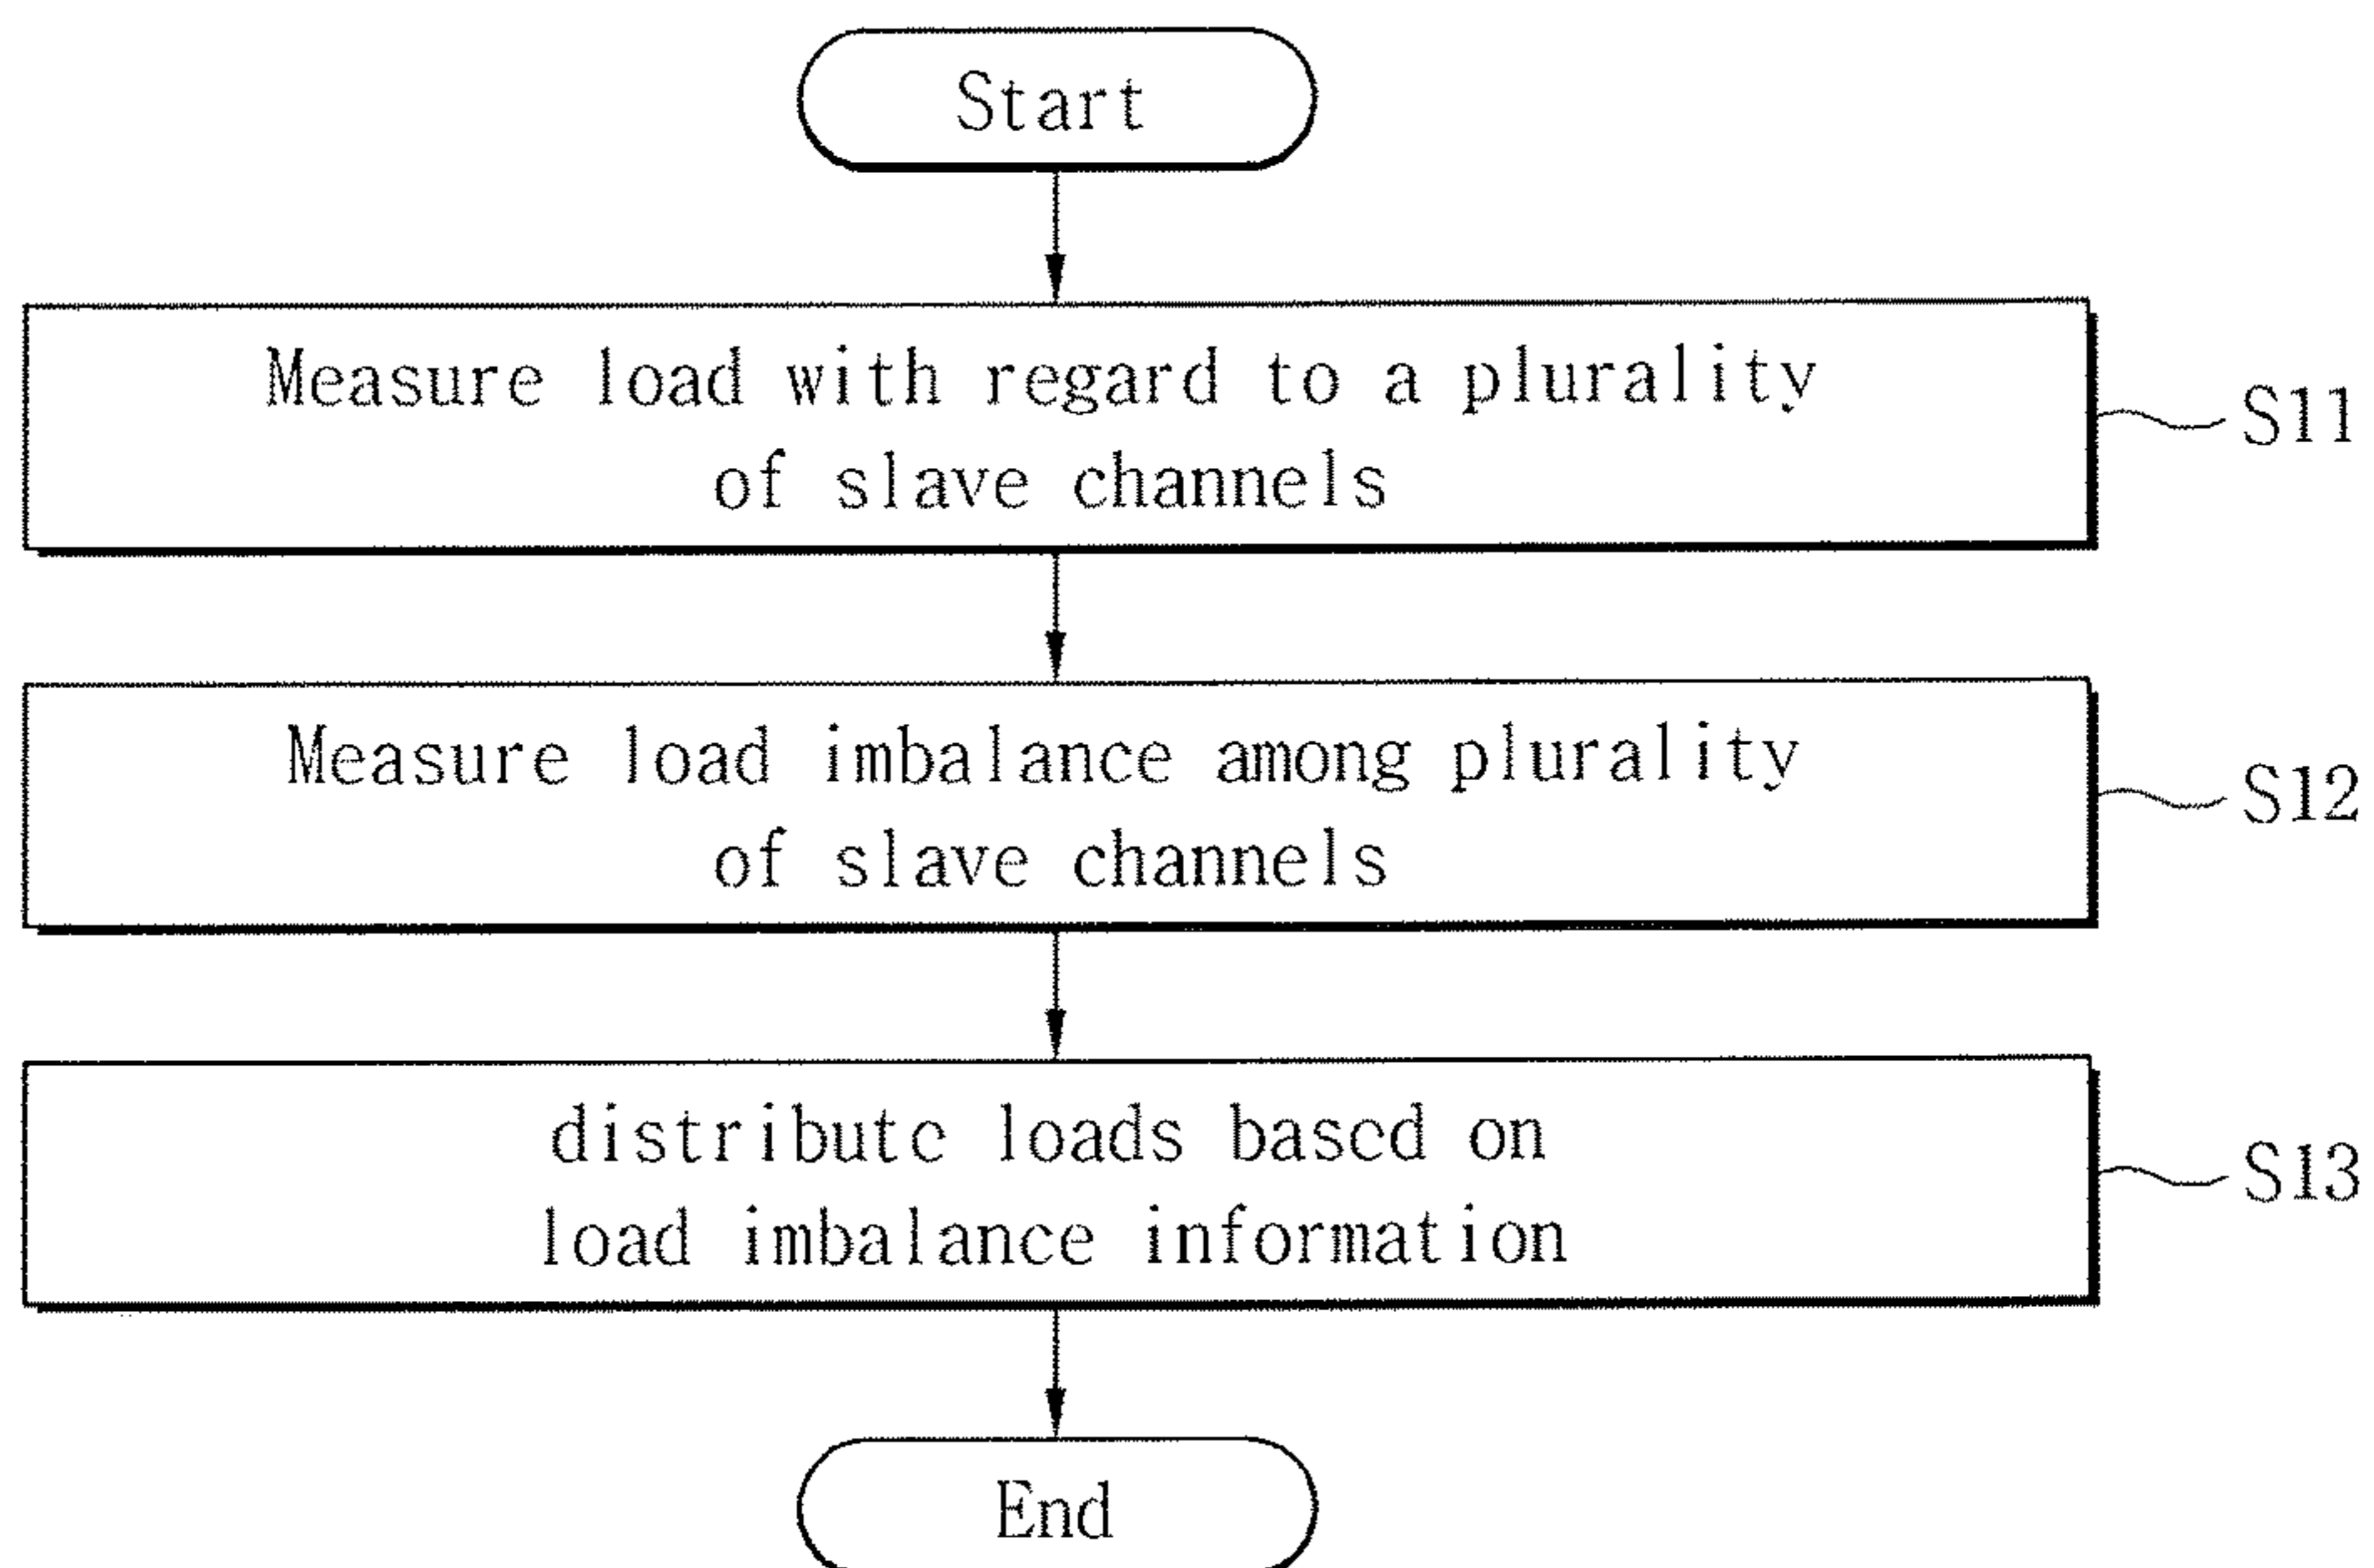 Start
Measure load with regard to a plurality
of slave channels
S11
Measure load imbalance among plurality
of slave channels
S12
distribute loads based on
load imbalance information
S13
End